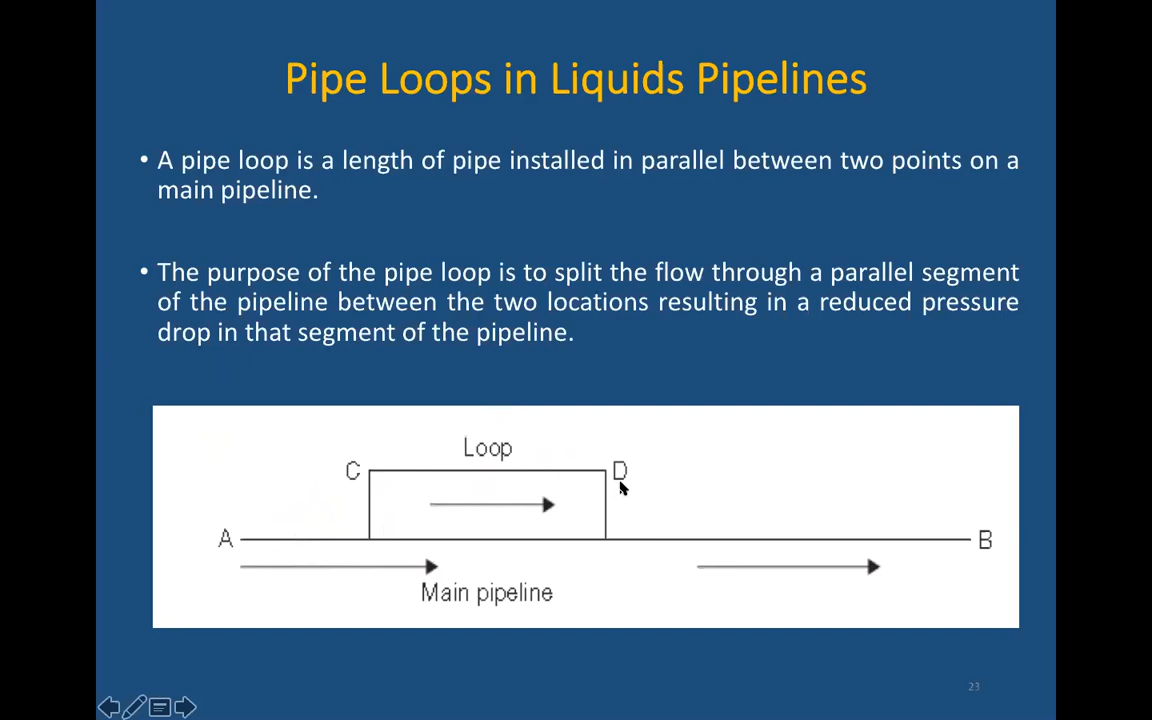 Pipe Loops in Liquids Pipelines
• A pipe loop is a length of pipe installed in parallel between two points on a
main pipeline.
• The purpose of the pipe loop is to split the flow through a parallel segment
of the pipeline between the two locations resulting in a reduced pressure
drop in that segment of the pipeline.
Loop
C
D
A
B
Main pipeline
23